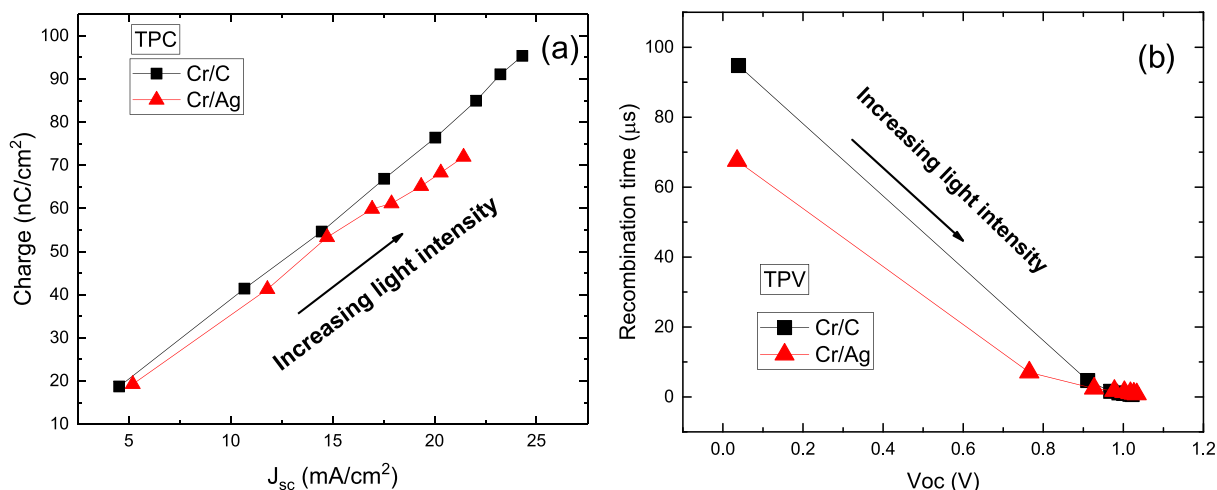 (a)
TPC
Cr/C
Cr/Ag
100
90
80
70
60
50
40
30
20
10
Charge (nC/cm²)
Increasing light intensity
5
10
15
20
25
J_sc (mA/cm²)
(b)
100
80
60
40
20
0
Recombination time (μs)
Increasing light intensity
TPV
Cr/C
Cr/Ag
0.0
0.2
0.4
0.6
0.8
1.0
1.2
Voc (V)